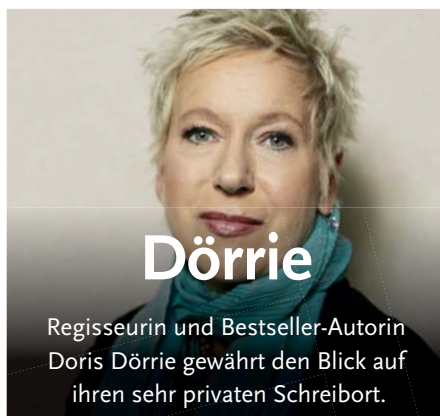 Dörrie
Regisseurin und Bestseller-Autorin
Doris Dörrie gewährt den Blick auf
ihren sehr privaten Schreibort.